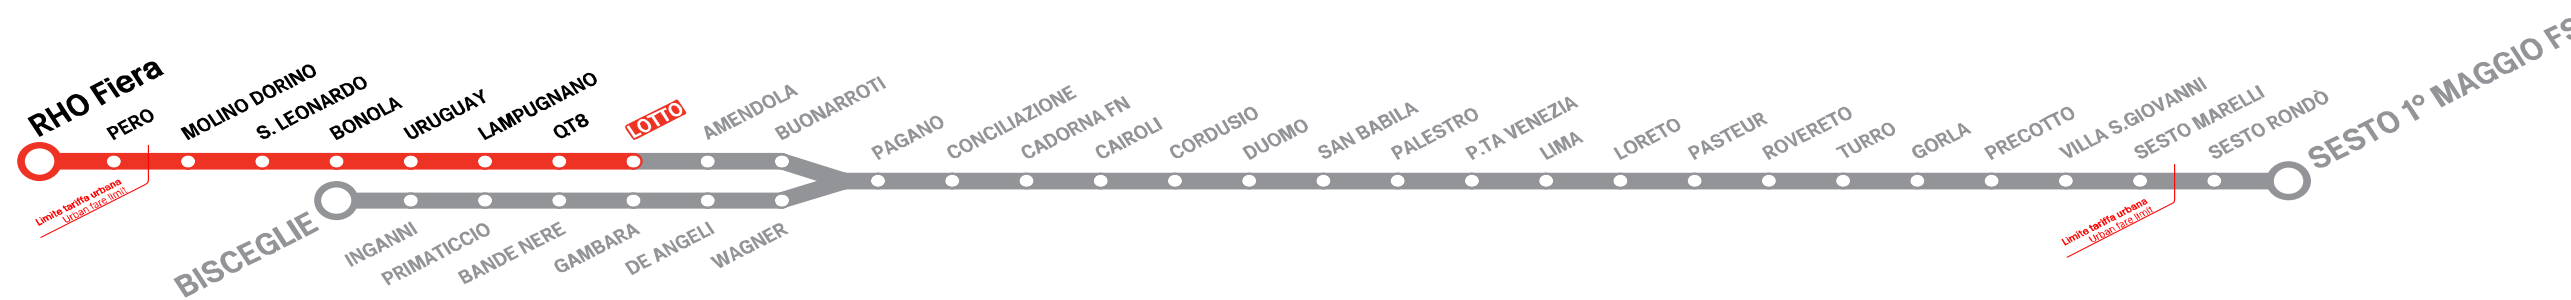 RHO Fiera
PERO
MOLINO DORINO
S. LEONARDO
BONOLA
URUGUAY
LAMPUGNANO
QT8
LOTTO
AMENDOLA
BUONARROTI
PAGANO
CONCILIAZIONE
CADORNA FN
CAIROLI
CORDUSIO
DUOMO
SAN BABILA
PALESTRO
P.TA VENEZIA
LIMA
LORETO
PASTEUR
ROVERETO
TURRO
GORLA
PRECOTTO
VILLA S.GIOVANNI
SESTO MARELLI
SESTO RONDÒ
SESTO 1° MAGGIO FS
Limite tariffa urbana
Urban fare limit
BISCEGLIE
INGANNI
PRIMATICCIO
BANDE NERE
GAMBARA
DE ANGELI
WAGNER
Limite tariffa urbana
Urban fare limit